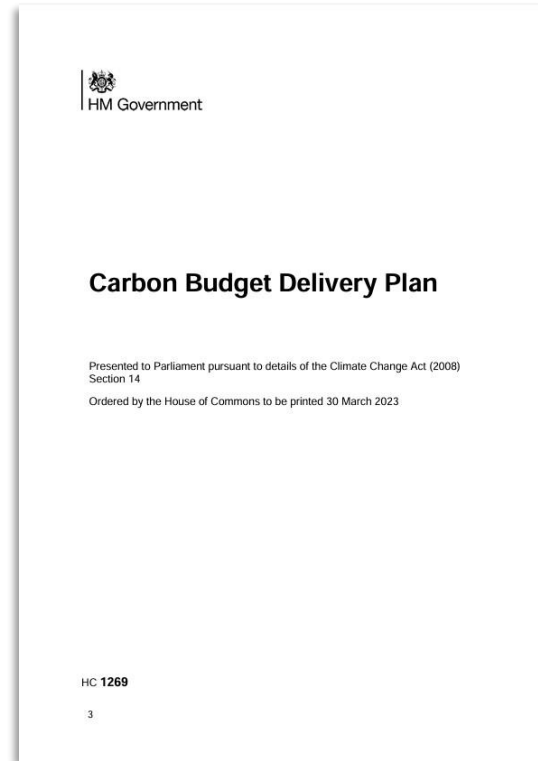 HM Government
Carbon Budget Delivery Plan
Presented to Parliament pursuant to details of the Climate Change Act (2008)
Section 14
Ordered by the House of Commons to be printed 30 March 2023
HC 1269
3